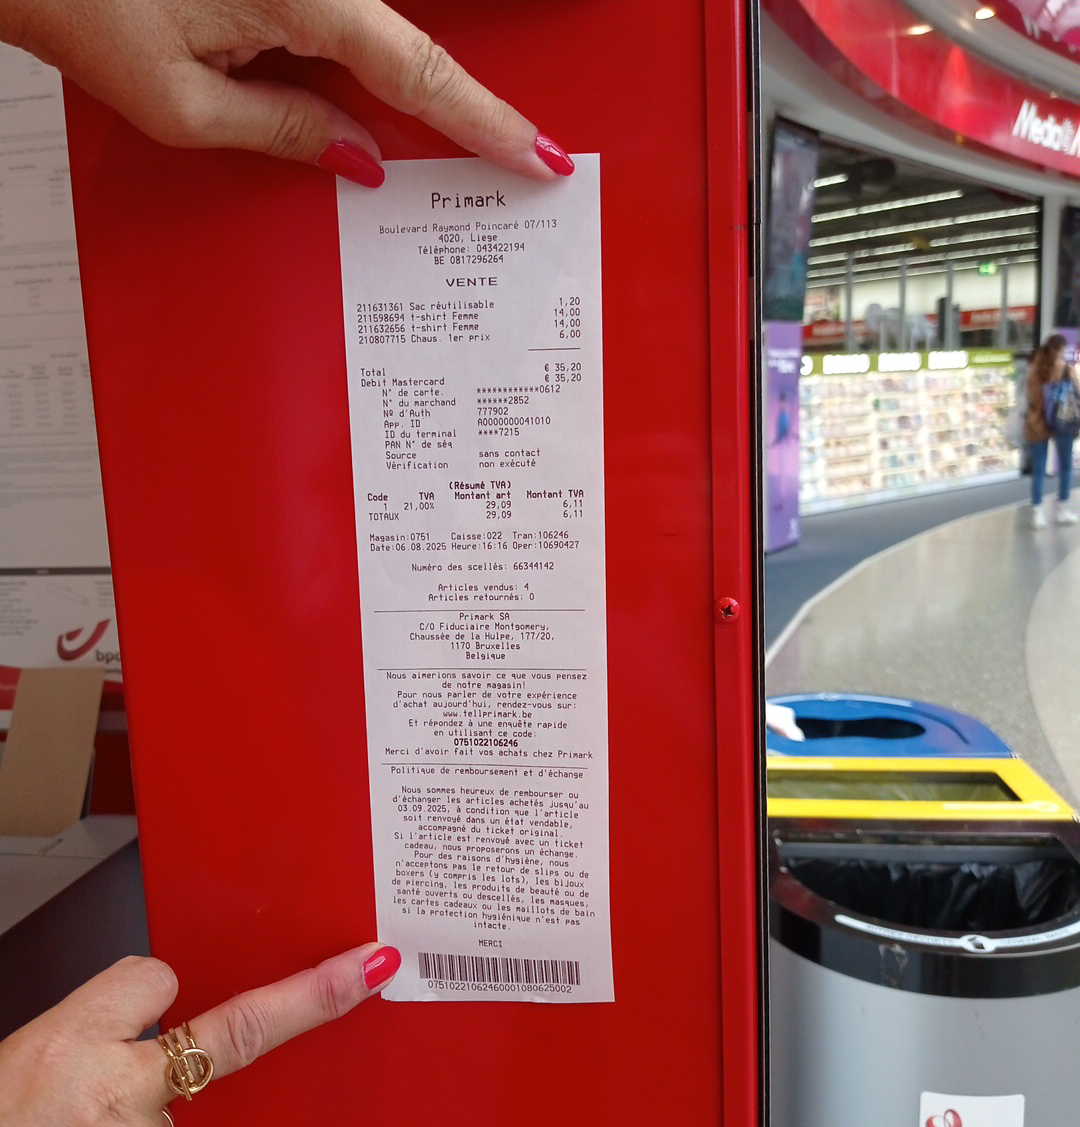 Primark
Boulevard Raymond Poincaré 07/113
4020, Liege
Téléphone: 043422194
BE 0817296264
VENTE
211631361 Sac réutilisable 1,20
211598694 t-shirt Femme 14,00
211632656 t-shirt Femme 14,00
210807715 Chaus. 1er prix 6,00
Total € 35,20
Debit Mastercard € 35,20
N° de carte. ************0612
N° du marchand ******2852
Nº d'Auth 777902
App. ID A0000000041010
ID du terminal ****7215
PAN N° de séq
Source sans contact
Vérification non exécuté
(Résumé TVA)
Code TVA Montant art Montant TVA
1 21,00% 29,09 6,11
TOTAUX 29,09 6,11
Magasin:0751 Caisse:022 Tran:106246
Date:06.08.2025 Heure:16:16 Oper:10690427
Numéro des scellés: 66344142
Articles vendus: 4
Articles retournés: 0
Primark SA
C/O Fiduciaire Montgomery,
Chaussée de la Hulpe, 177/20,
1170 Bruxelles
Belgique
Nous aimerions savoir ce que vous pensez
de notre magasin!
Pour nous parler de votre expérience
d'achat aujourd'hui, rendez-vous sur:
www.tellprimark.be
Et répondez à une enquête rapide
en utilisant ce code:
0751022106246
Merci d'avoir fait vos achats chez Primark
Politique de remboursement et d'échange
Nous sommes heureux de rembourser ou
d'échanger les articles achetés jusqu'au
03.09.2025, à condition que l'article
soit renvoyé dans un état vendable,
accompagné du ticket original.
Si l'article est renvoyé avec un ticket
cadeau, nous proposerons un échange.
Pour des raisons d'hygiène, nous
n'acceptons pas le retour de slips ou de
boxers (y compris les lots), les bijoux
de piercing, les produits de beauté ou de
santé ouverts ou descellés, les masques,
les cartes cadeaux ou les maillots de bain
si la protection hygiénique n'est pas
intacte.
MERCI
07510221062460001080625002
Media